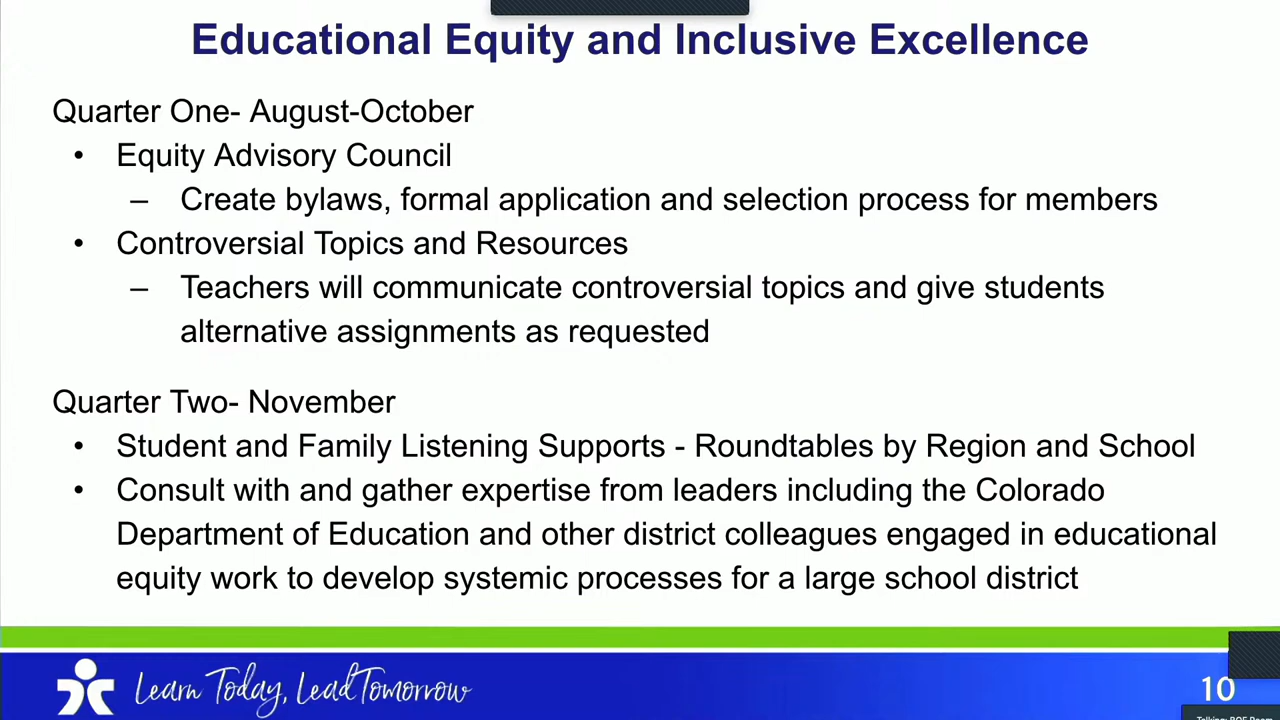 Educational Equity and Inclusive Excellence
Quarter One- August-October
• Equity Advisory Council
– Create bylaws, formal application and selection process for members
• Controversial Topics and Resources
– Teachers will communicate controversial topics and give students
alternative assignments as requested
Quarter Two- November
• Student and Family Listening Supports - Roundtables by Region and School
• Consult with and gather expertise from leaders including the Colorado
Department of Education and other district colleagues engaged in educational
equity work to develop systemic processes for a large school district
Learn Today, Lead Tomorrow
10
Talking: BOE